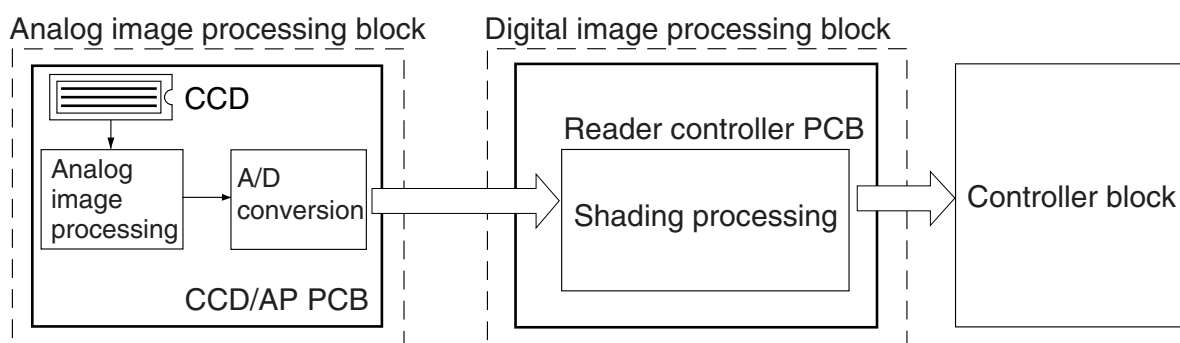 Analog image processing block
CCD
Analog
image
processing
A/D
conversion
CCD/AP PCB
Digital image processing block
Reader controller PCB
Shading processing
Controller block